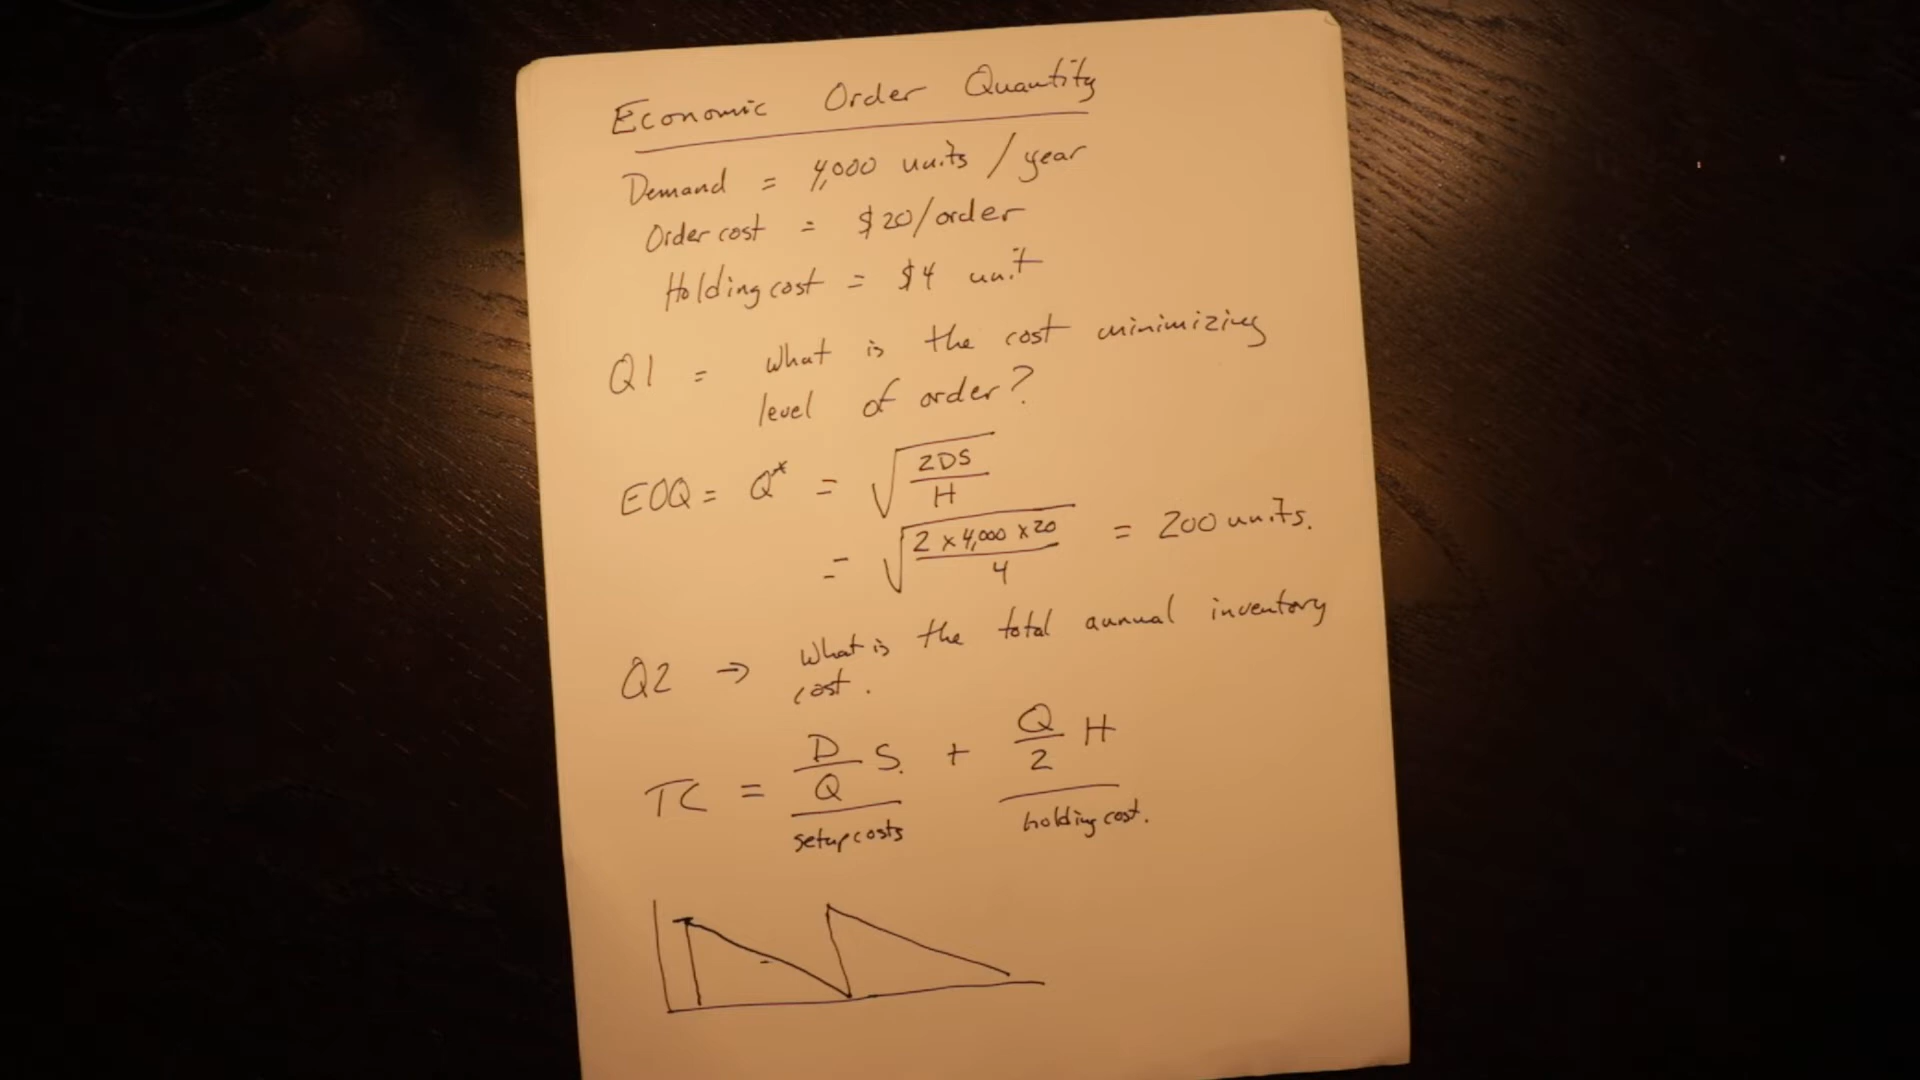 Economic Order Quantity
Demand = 4,000 units / year
Order cost = $20/order
Holding cost = $4 unit
Q1 = What is the cost minimizing
level of order?
EOQ = Q* = √(2DS/H)
= √(2 x 4,000 x 20/4) = 200 units.
Q2 → What is the total annual inventory
cost.
TC = D/Q S. + Q/2 H
setup costs holding cost.